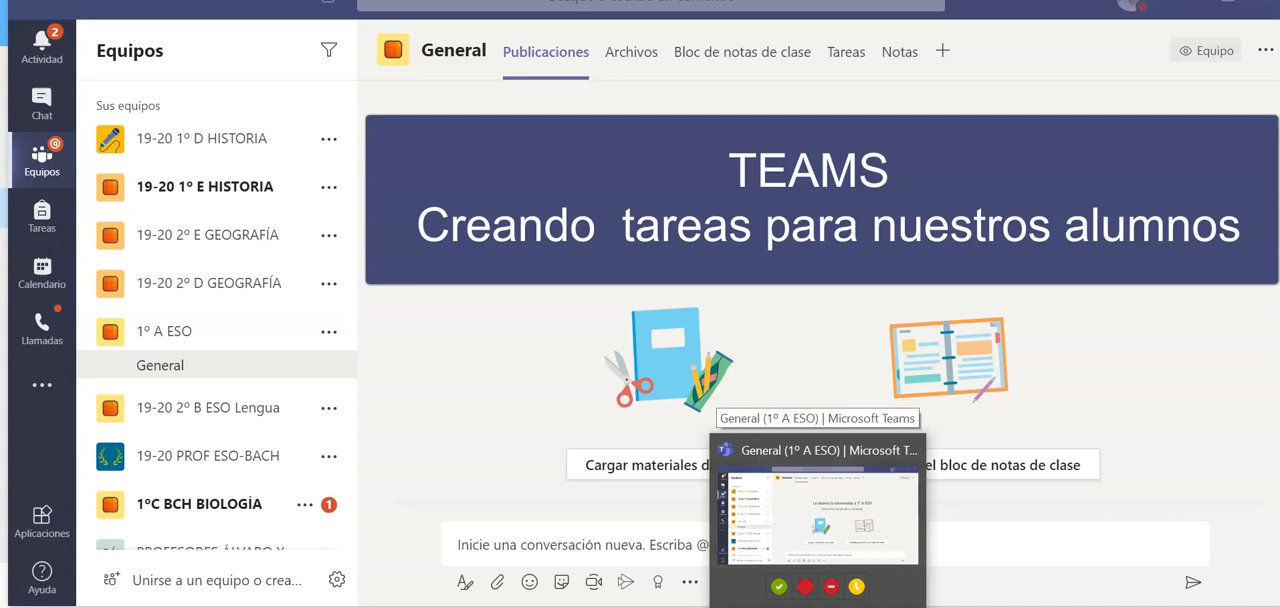 2
Actividad
Chat
@
Equipos
Tareas
Calendario
Llamadas
Aplicaciones
Ayuda
Equipos
Sus equipos
19-20 1º D HISTORIA
19-20 1º E HISTORIA
19-20 2º E GEOGRAFÍA
19-20 2º D GEOGRAFÍA
1º A ESO
General
19-20 2º B ESO Lengua
19-20 PROF ESO-BACH
1ºC BCH BIOLOGÍA
1
Unirse a un equipo o crea...
General
Publicaciones
Archivos
Bloc de notas de clase
Tareas
Notas
Equipo
TEAMS
Creando tareas para nuestros alumnos
General (1º A ESO) | Microsoft Teams
Cargar materiales d
el bloc de notas de clase
General (1º A ESO) | Microsoft T...
Inicie una conversación nueva. Escriba @